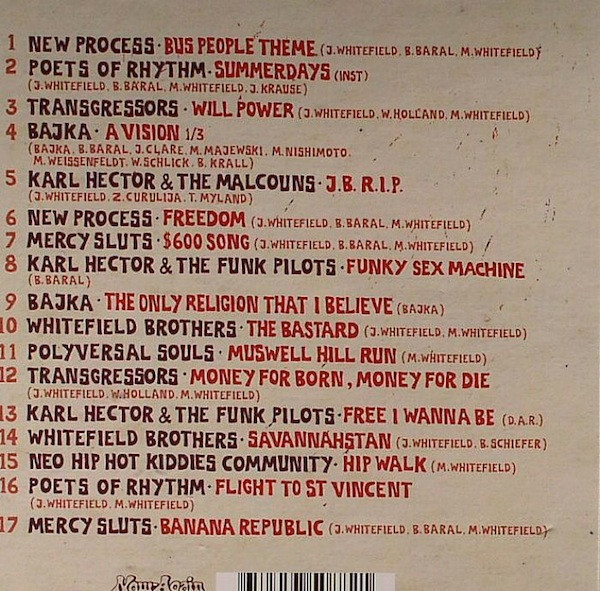 1 NEW PROCESS · BUS PEOPLE THEME (J.WHITEFIELD, B.BARAL, M.WHITEFIELD)
2 POETS OF RHYTHM · SUMMERDAYS (INST)
(J.WHITEFIELD, B.BARAL, M.WHITEFIELD, J.KRAUSE)
3 TRANSGRESSORS · WILL POWER (J.WHITEFIELD, W.HOLLAND, M.WHITEFIELD)
4 BAJKA · A VISION 1/3
(BAJKA, B.BARAL, J.CLARE, M.MAJEWSKI, M.NISHIMOTO,
M.WEISSENFELDT, W.SCHLICK, B.KRALL)
5 KARL HECTOR & THE MALCOUNS · J.B. R.I.P.
(J.WHITEFIELD, Z.CURULIJA, T.MYLAND)
6 NEW PROCESS · FREEDOM (J.WHITEFIELD, B.BARAL, M.WHITEFIELD)
7 MERCY SLUTS · $600 SONG (J.WHITEFIELD, B.BARAL, M.WHITEFIELD)
8 KARL HECTOR & THE FUNK PILOTS · FUNKY SEX MACHINE
(B.BARAL)
9 BAJKA · THE ONLY RELIGION THAT I BELIEVE (BAJKA)
10 WHITEFIELD BROTHERS · THE BASTARD (J.WHITEFIELD, M.WHITEFIELD)
11 POLYVERSAL SOULS · MUSWELL HILL RUN (M.WHITEFIELD)
12 TRANSGRESSORS · MONEY FOR BORN, MONEY FOR DIE
(J.WHITEFIELD, W.HOLLAND, M.WHITEFIELD)
13 KARL HECTOR & THE FUNK PILOTS · FREE I WANNA BE (D.A.R.)
14 WHITEFIELD BROTHERS · SAVANNAHSTAN (J.WHITEFIELD, B.SCHIEFER)
15 NEO HIP HOT KIDDIES COMMUNITY · HIP WALK (M.WHITEFIELD)
16 POETS OF RHYTHM · FLIGHT TO ST VINCENT
(J.WHITEFIELD, M.WHITEFIELD)
17 MERCY SLUTS · BANANA REPUBLIC (J.WHITEFIELD, B.BARAL, M.WHITEFIELD)
Now-Again